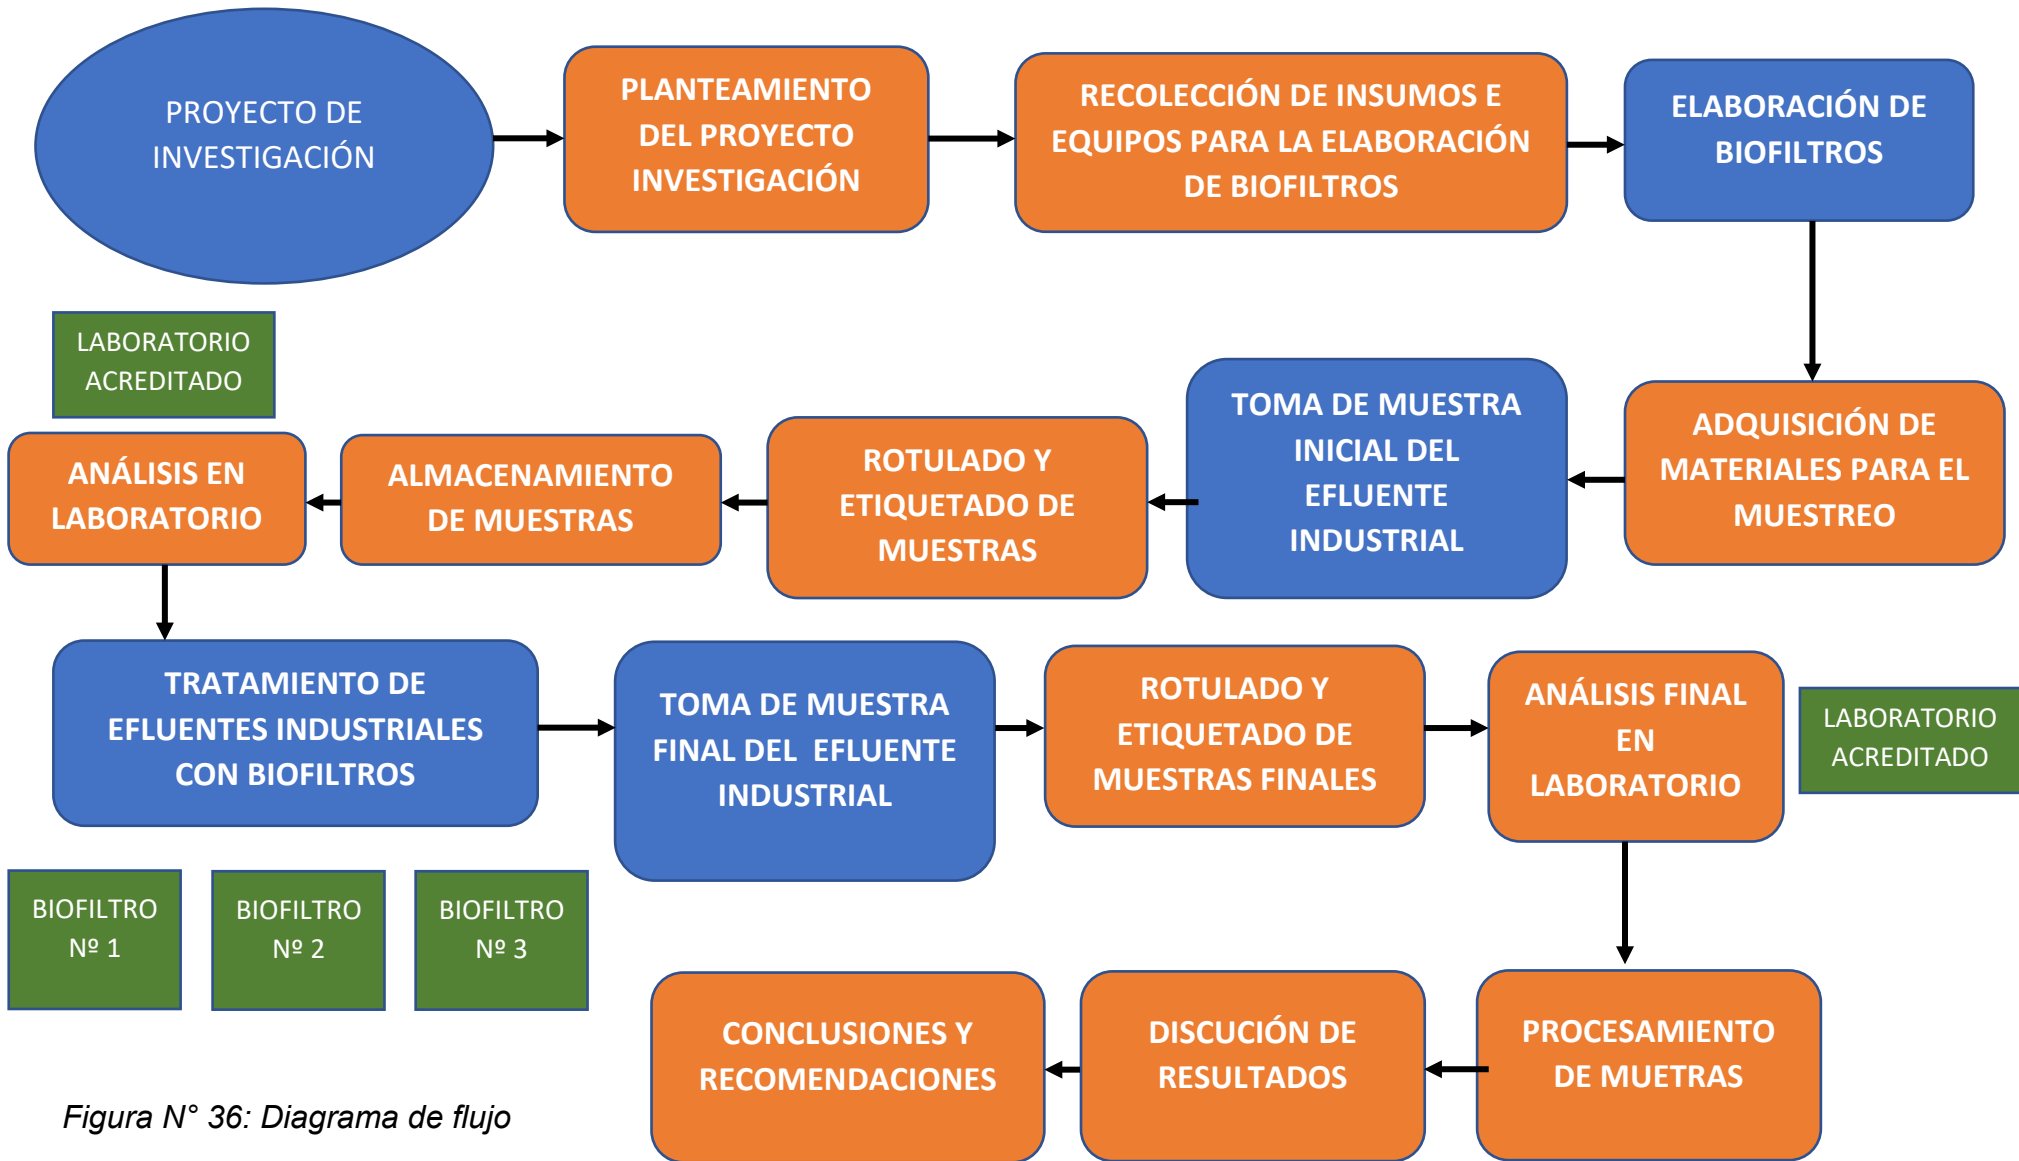 PROYECTO DE
INVESTIGACIÓN
PLANTEAMIENTO
DEL PROYECTO
INVESTIGACIÓN
RECOLECCIÓN DE INSUMOS E
EQUIPOS PARA LA ELABORACIÓN
DE BIOFILTROS
ELABORACIÓN DE
BIOFILTROS
ADQUISICIÓN DE
MATERIALES PARA EL
MUESTREO
TOMA DE MUESTRA
INICIAL DEL
EFLUENTE
INDUSTRIAL
ROTULADO Y
ETIQUETADO DE
MUESTRAS
ALMACENAMIENTO
DE MUESTRAS
LABORATORIO
ACREDITADO
ANÁLISIS EN
LABORATORIO
TRATAMIENTO DE
EFLUENTES INDUSTRIALES
CON BIOFILTROS
BIOFILTRO
Nº 1
BIOFILTRO
Nº 2
BIOFILTRO
Nº 3
TOMA DE MUESTRA
FINAL DEL  EFLUENTE
INDUSTRIAL
ROTULADO Y
ETIQUETADO DE
MUESTRAS FINALES
ANÁLISIS FINAL
EN
LABORATORIO
LABORATORIO
ACREDITADO
PROCESAMIENTO
DE MUETRAS
DISCUCIÓN DE
RESULTADOS
CONCLUSIONES Y
RECOMENDACIONES
Figura N° 36: Diagrama de flujo